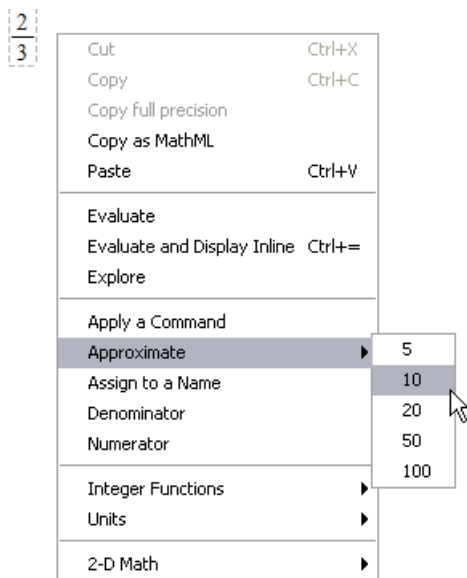 2
3
Cut Ctrl+X
Copy Ctrl+C
Copy full precision
Copy as MathML
Paste Ctrl+V
Evaluate
Evaluate and Display Inline Ctrl+=
Explore
Apply a Command
Approximate
5
Assign to a Name
10
Denominator
20
Numerator
50
100
Integer Functions
Units
2-D Math